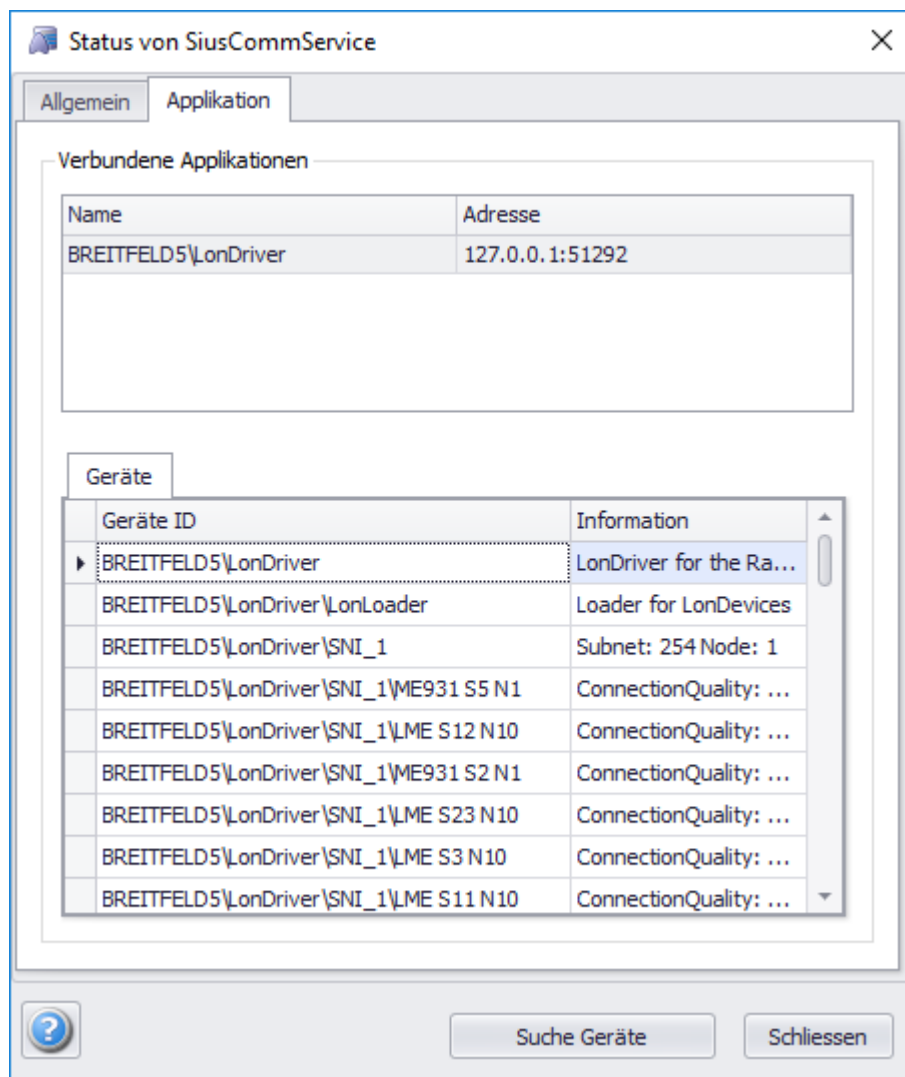 Status von SiusCommService
Allgemein Applikation
Verbundene Applikationen
Name Adresse
BREITFELD5\LonDriver 127.0.0.1:51292
Geräte
Geräte ID Information
BREITFELD5\LonDriver LonDriver for the Ra...
BREITFELD5\LonDriver\LonLoader Loader for LonDevices
BREITFELD5\LonDriver\SNI_1 Subnet: 254 Node: 1
BREITFELD5\LonDriver\SNI_1\ME931 S5 N1 ConnectionQuality: ...
BREITFELD5\LonDriver\SNI_1\LME S12 N10 ConnectionQuality: ...
BREITFELD5\LonDriver\SNI_1\ME931 S2 N1 ConnectionQuality: ...
BREITFELD5\LonDriver\SNI_1\LME S23 N10 ConnectionQuality: ...
BREITFELD5\LonDriver\SNI_1\LME S3 N10 ConnectionQuality: ...
BREITFELD5\LonDriver\SNI_1\LME S11 N10 ConnectionQuality: ...
Suche Geräte Schliessen